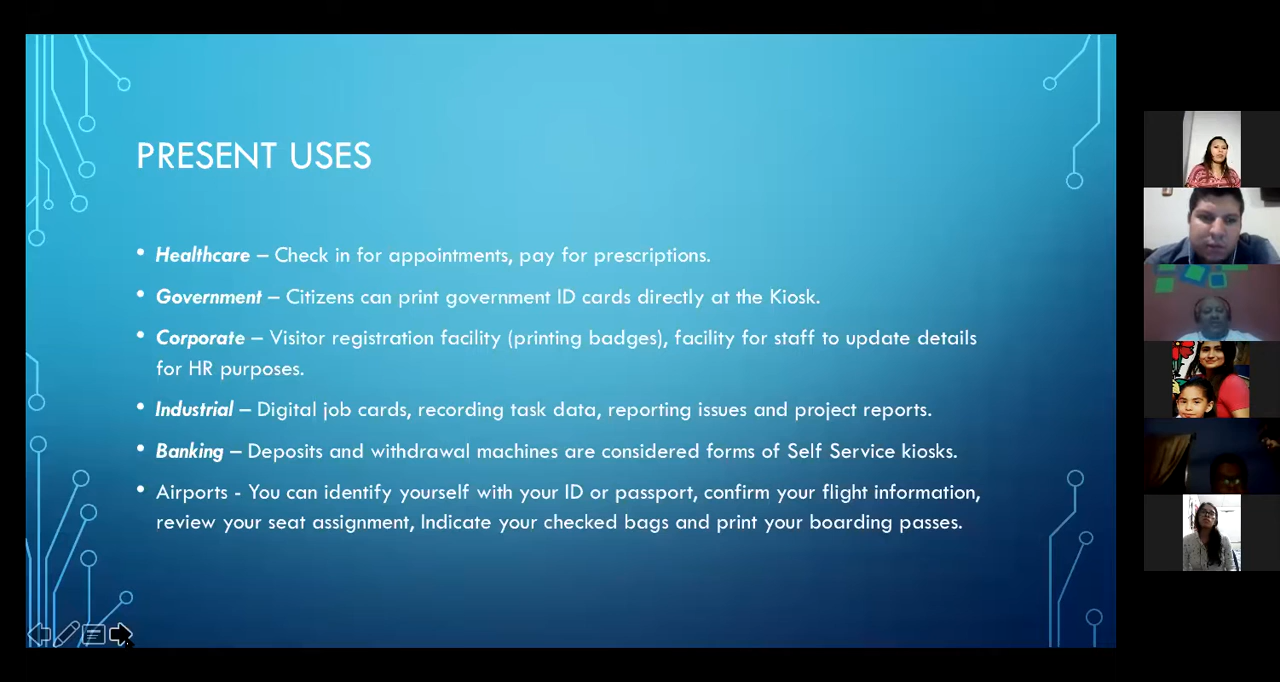 PRESENT USES
• Healthcare – Check in for appointments, pay for prescriptions.
• Government – Citizens can print government ID cards directly at the Kiosk.
• Corporate – Visitor registration facility (printing badges), facility for staff to update details
for HR purposes.
• Industrial – Digital job cards, recording task data, reporting issues and project reports.
• Banking – Deposits and withdrawal machines are considered forms of Self Service kiosks.
• Airports - You can identify yourself with your ID or passport, confirm your flight information,
review your seat assignment, Indicate your checked bags and print your boarding passes.